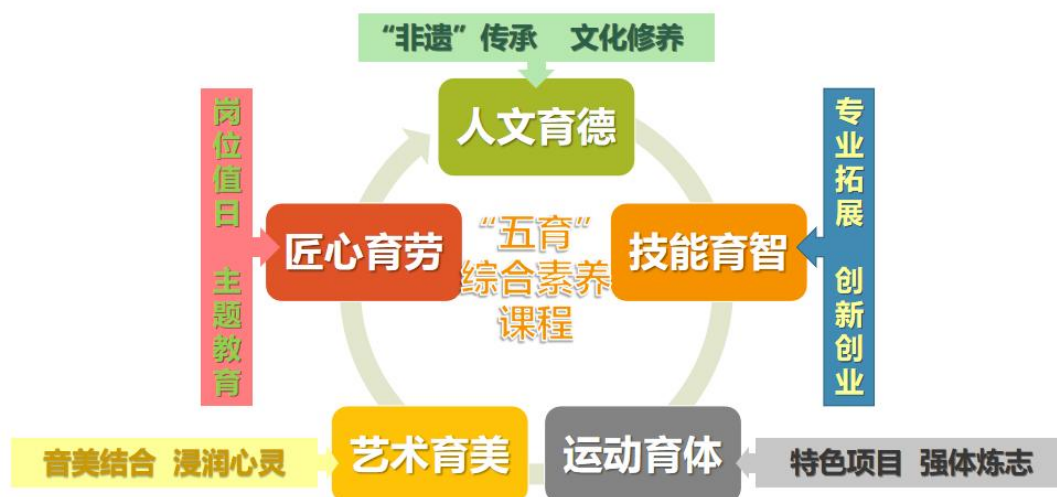 “非遗”传承 文化修养
人文育德
岗位值日 主题教育
匠心育劳
“五育”
综合素养
课程
技能育智
专业拓展 创新创业
音美结合 浸润心灵
艺术育美
运动育体
特色项目 强体炼志